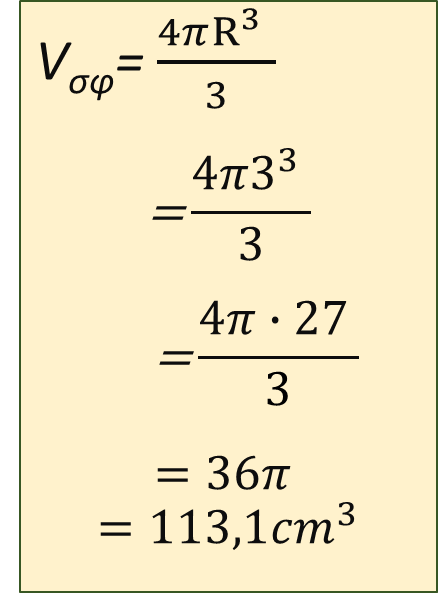 V_σφ = 4πR³ / 3
= 4π3³ / 3
= 4π · 27 / 3
= 36π
= 113,1cm³